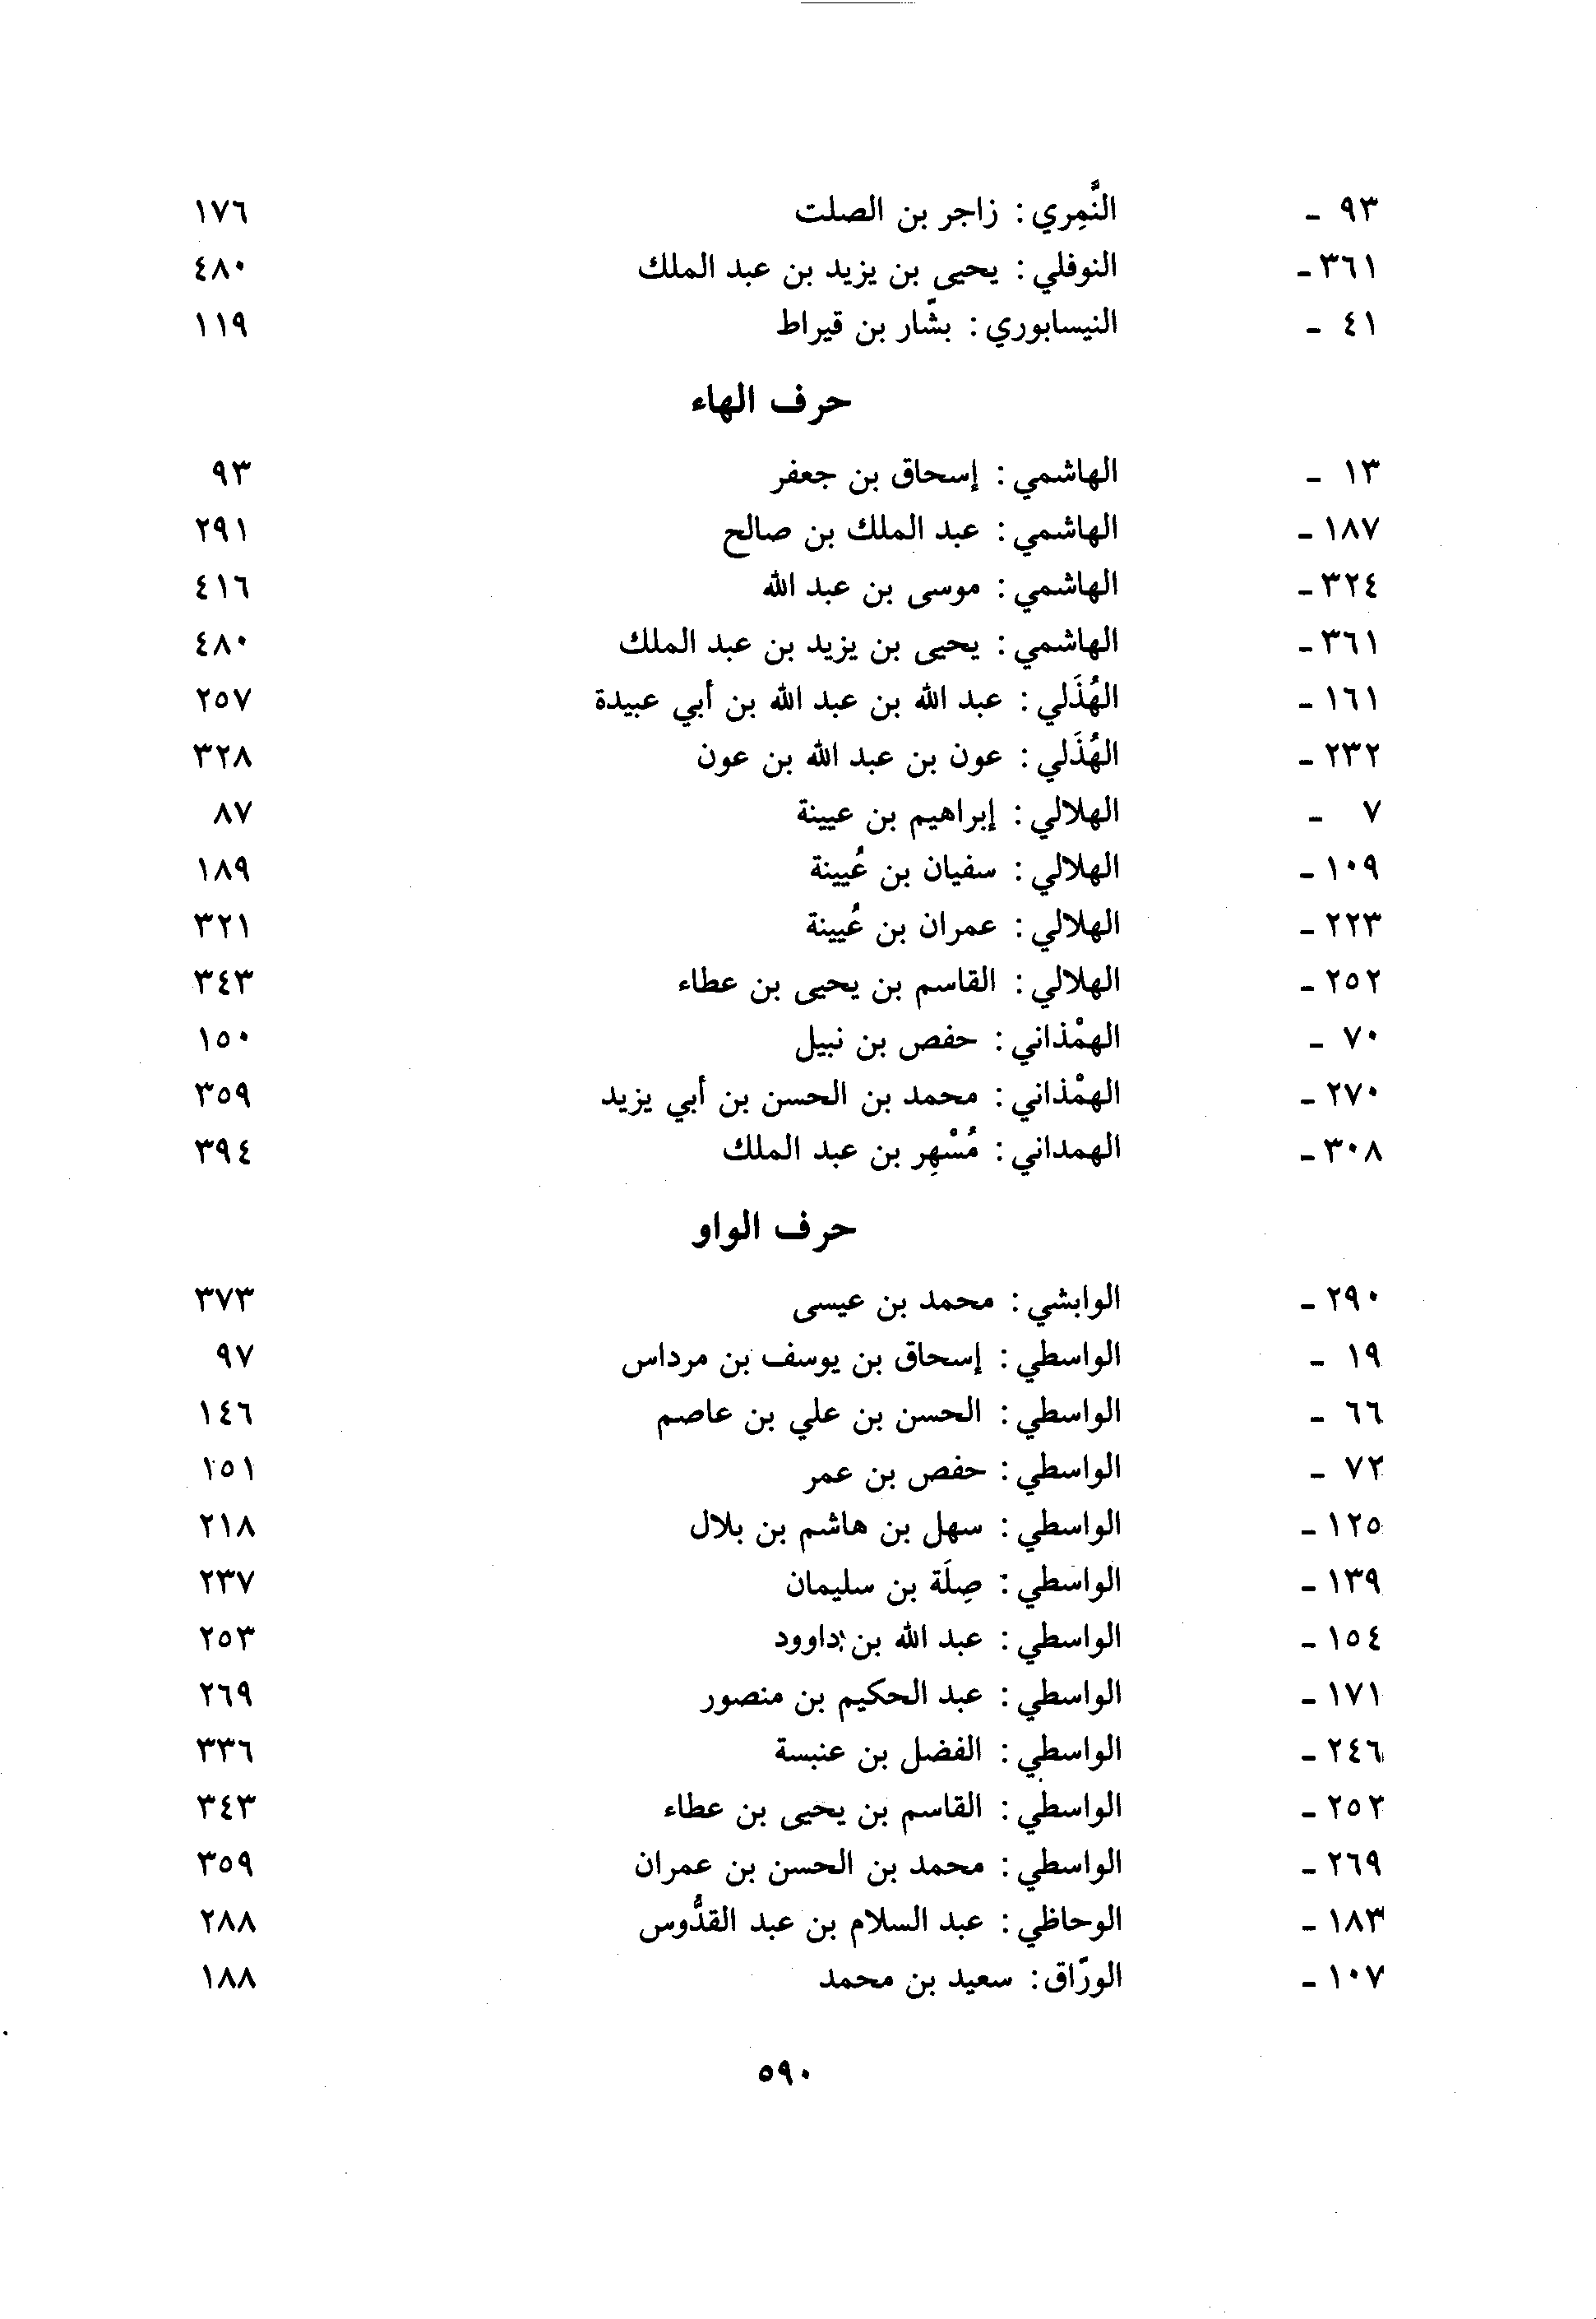 ٩٣ - النَّمِري : زاجر بن الصلت ١٧٦
٣٦١ - النوفلي : يحيى بن يزيد بن عبد الملك ٤٨٠
٤١ - النيسابوري : بشّار بن قيراط ١١٩
حرف الهاء
١٣ - الهاشمي : إسحاق بن جعفر ٩٣
١٨٧ - الهاشمي : عبد الملك بن صالح ٢٩١
٣٢٤ - الهاشمي : موسى بن عبد الله ٤١٦
٣٦١ - الهاشمي : يحيى بن يزيد بن عبد الملك ٤٨٠
١٦١ - الهُذَلي : عبد الله بن عبد الله بن أبي عبيدة ٢٥٧
٢٣٢ - الهُذَلي : عون بن عبد الله بن عون ٣٢٨
٧ - الهلالي : إبراهيم بن عيينة ٨٧
١٠٩ - الهلالي : سفيان بن عُيينة ١٨٩
٢٢٣ - الهلالي : عمران بن عُيينة ٣٢١
٢٥٢ - الهلالي : القاسم بن يحيى بن عطاء ٣٤٣
٧٠ - الهمْذاني : حفص بن نبيل ١٥٠
٢٧٠ - الهمْذاني : محمد بن الحسن بن أبي يزيد ٣٥٩
٣٠٨ - الهمداني : مُسْهِر بن عبد الملك ٣٩٤
حرف الواو
٢٩٠ - الوابشي : محمد بن عيسى ٣٧٣
١٩ - الواسطي : إسحاق بن يوسف بن مرداس ٩٧
٦٦ - الواسطي : الحسن بن علي بن عاصم ١٤٦
٧٢ - الواسطي : حفص بن عمر ١٥١
١٢٥ - الواسطي : سهل بن هاشم بن بلال ٢١٨
١٣٩ - الواسطي : صِلَة بن سليمان ٢٣٧
١٥٤ - الواسطي : عبد الله بن داوود ٢٥٣
١٧١ - الواسطي : عبد الحكيم بن منصور ٢٦٩
٢٤٦ - الواسطي : الفضل بن عنبسة ٣٣٦
٢٥٢ - الواسطي : القاسم بن يحيى بن عطاء ٣٤٣
٢٦٩ - الواسطي : محمد بن الحسن بن عمران ٣٥٩
١٨٣ - الوحاظي : عبد السلام بن عبد القدُّوس ٢٨٨
١٠٧ - الورّاق : سعيد بن محمد ١٨٨
٥٩٠